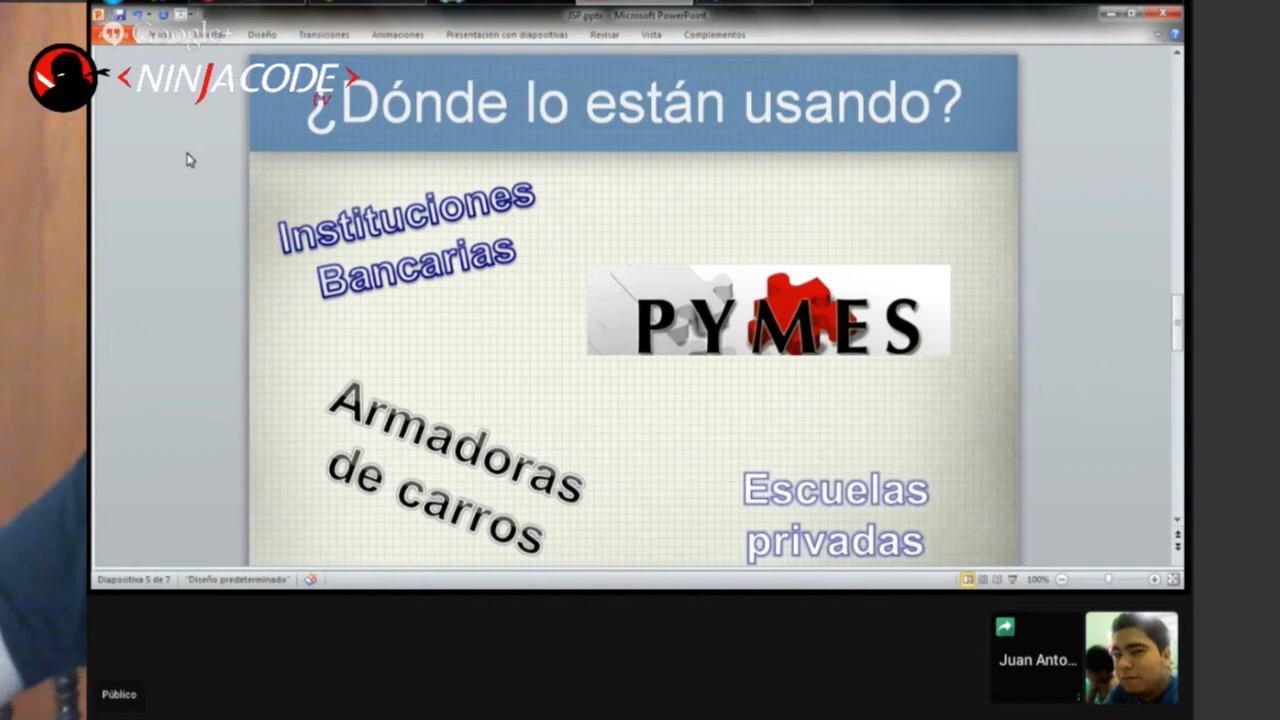 JSP.pptx - Microsoft PowerPoint
Google+
Diseño Transiciones Animaciones Presentación con diapositivas Revisar Vista Complementos
<NINJACODE>
tv
¿Dónde lo están usando?
Instituciones
Bancarias
PYMES
Armadoras
de carros
Escuelas
privadas
Diapositiva 5 de 7 "Diseño predeterminado" 100%
Juan Anto...
Público